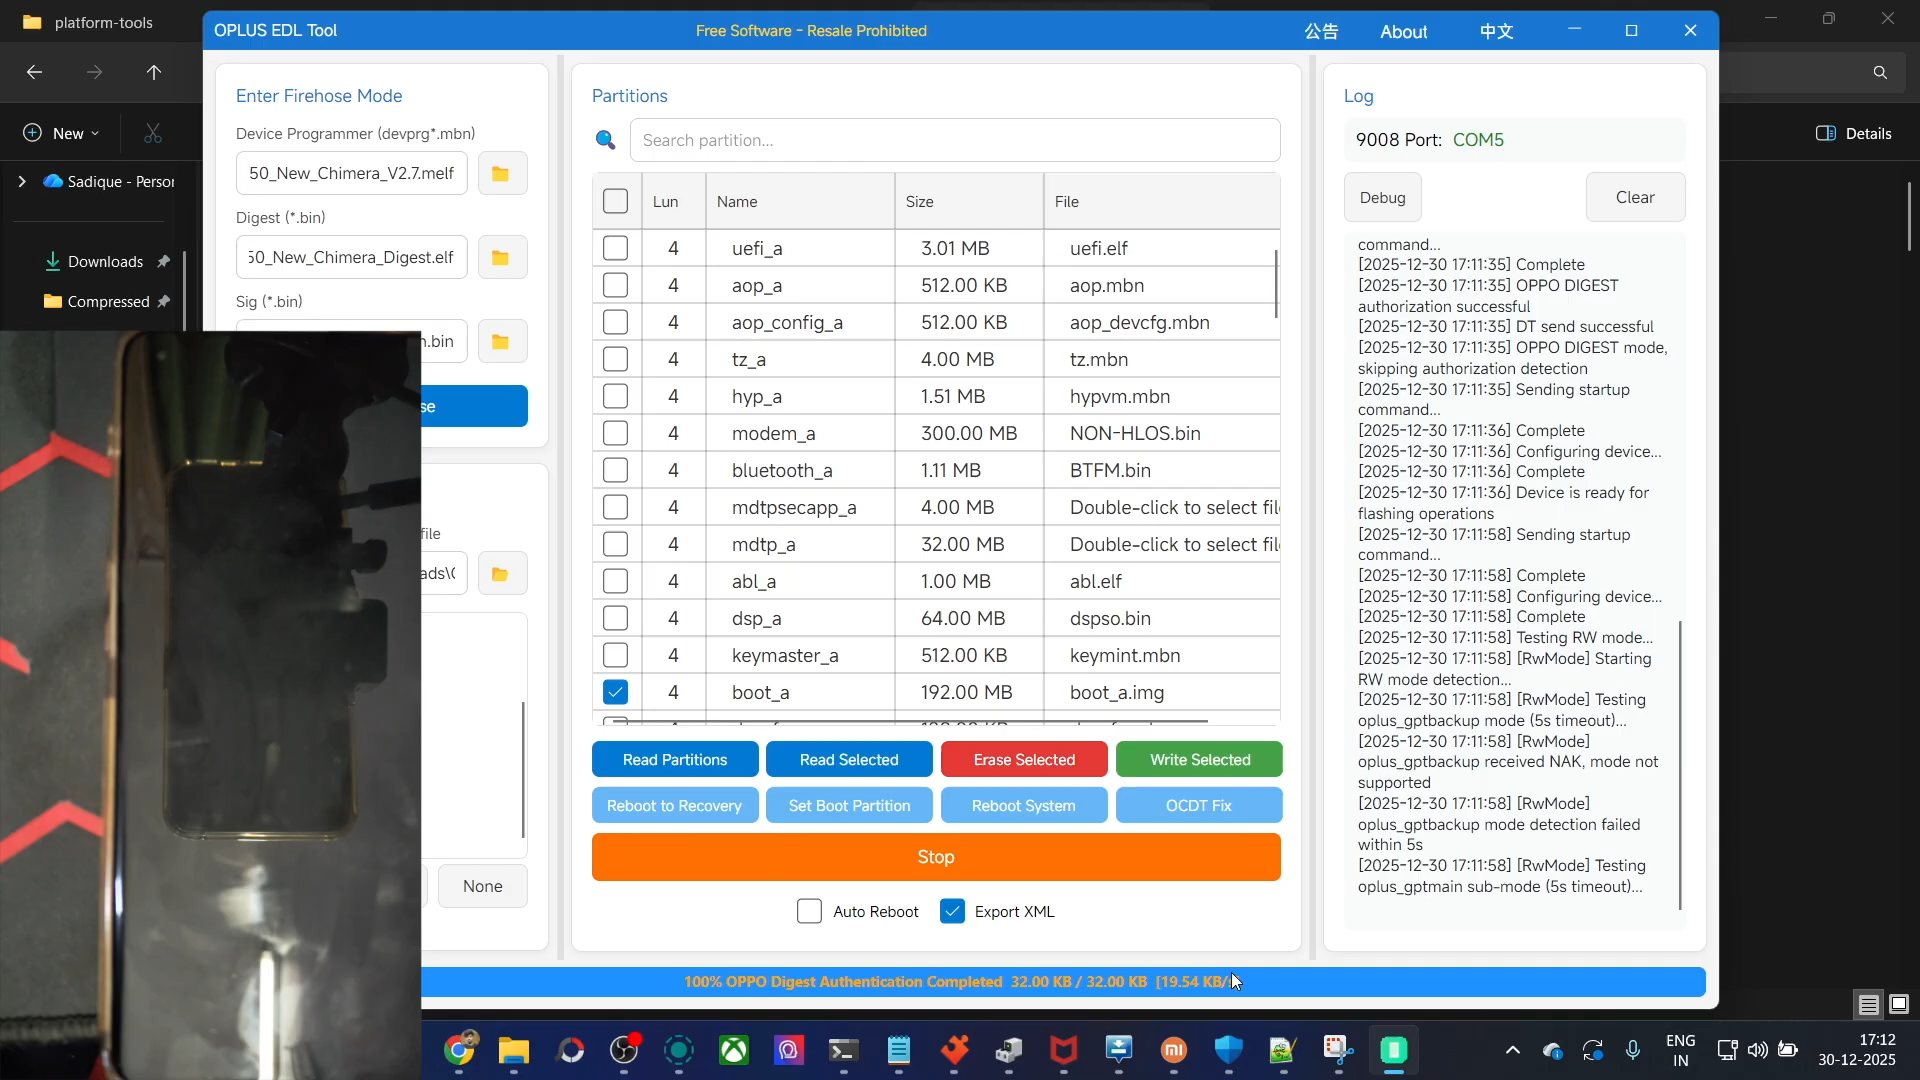 platform-tools
OPLUS EDL Tool
Free Software - Resale Prohibited
公告
About
中文
New
Details
Sadique - Persor
Downloads
Compressed
Enter Firehose Mode
Device Programmer (devprg*.mbn)
50_New_Chimera_V2.7.melf
Digest (*.bin)
50_New_Chimera_Digest.elf
Sig (*.bin)
n.bin
se
file
ads\(
None
Partitions
Search partition...
Lun Name Size File
4 uefi_a 3.01 MB uefi.elf
4 aop_a 512.00 KB aop.mbn
4 aop_config_a 512.00 KB aop_devcfg.mbn
4 tz_a 4.00 MB tz.mbn
4 hyp_a 1.51 MB hypvm.mbn
4 modem_a 300.00 MB NON-HLOS.bin
4 bluetooth_a 1.11 MB BTFM.bin
4 mdtpsecapp_a 4.00 MB Double-click to select fil
4 mdtp_a 32.00 MB Double-click to select fil
4 abl_a 1.00 MB abl.elf
4 dsp_a 64.00 MB dspso.bin
4 keymaster_a 512.00 KB keymint.mbn
4 boot_a 192.00 MB boot_a.img
Read Partitions
Read Selected
Erase Selected
Write Selected
Reboot to Recovery
Set Boot Partition
Reboot System
OCDT Fix
Stop
Auto Reboot
Export XML
Log
9008 Port: COM5
Debug
Clear
command...
[2025-12-30 17:11:35] Complete
[2025-12-30 17:11:35] OPPO DIGEST
authorization successful
[2025-12-30 17:11:35] DT send successful
[2025-12-30 17:11:35] OPPO DIGEST mode,
skipping authorization detection
[2025-12-30 17:11:35] Sending startup
command...
[2025-12-30 17:11:36] Complete
[2025-12-30 17:11:36] Configuring device...
[2025-12-30 17:11:36] Complete
[2025-12-30 17:11:36] Device is ready for
flashing operations
[2025-12-30 17:11:58] Sending startup
command...
[2025-12-30 17:11:58] Complete
[2025-12-30 17:11:58] Configuring device...
[2025-12-30 17:11:58] Complete
[2025-12-30 17:11:58] Testing RW mode...
[2025-12-30 17:11:58] [RwMode] Starting
RW mode detection...
[2025-12-30 17:11:58] [RwMode] Testing
oplus_gptbackup mode (5s timeout)...
[2025-12-30 17:11:58] [RwMode]
oplus_gptbackup received NAK, mode not
supported
[2025-12-30 17:11:58] [RwMode]
oplus_gptbackup mode detection failed
within 5s
[2025-12-30 17:11:58] [RwMode] Testing
oplus_gptmain sub-mode (5s timeout)...
100% OPPO Digest Authentication Completed 32.00 KB / 32.00 KB [19.54 KB/
ENG
IN
17:12
30-12-2025